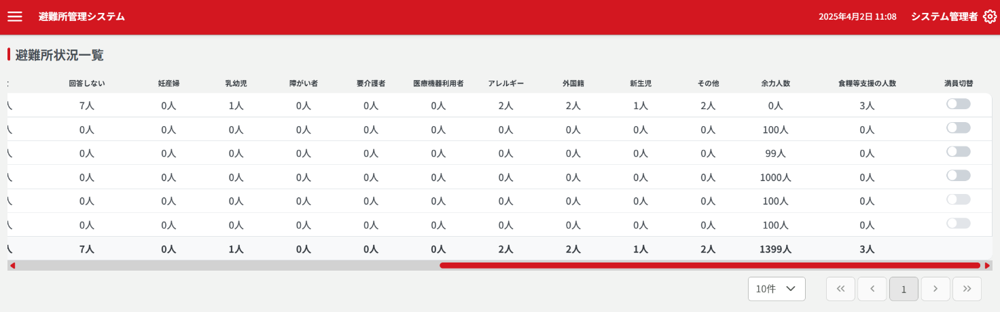 避難所管理システム 2025年4月2日 11:08 システム管理者
避難所状況一覧
回答しない 妊産婦 乳幼児 障がい者 要介護者 医療機器利用者 アレルギー 外国籍 新生児 その他 余力人数 食糧等支援の人数 満員切替
人 7人 0人 1人 0人 0人 0人 2人 2人 1人 2人 0人 3人
人 0人 0人 0人 0人 0人 0人 0人 0人 0人 0人 100人 0人
人 0人 0人 0人 0人 0人 0人 0人 0人 0人 0人 99人 0人
人 0人 0人 0人 0人 0人 0人 0人 0人 0人 0人 1000人 0人
人 0人 0人 0人 0人 0人 0人 0人 0人 0人 0人 100人 0人
人 0人 0人 0人 0人 0人 0人 0人 0人 0人 0人 100人 0人
人 7人 0人 1人 0人 0人 0人 2人 2人 1人 2人 1399人 3人
10件 1